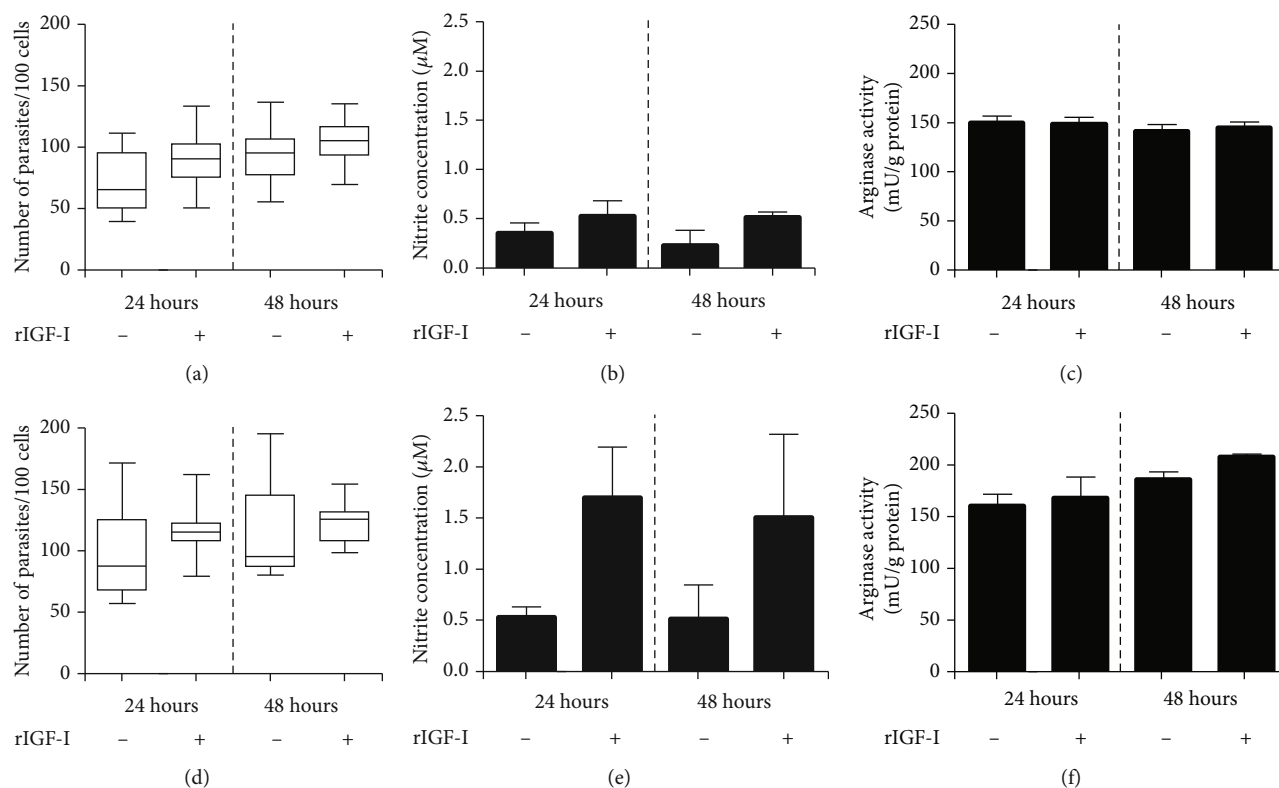 Number of parasites/100 cells
200
150
100
50
0
24 hours
48 hours
rIGF-I – + – +
(a)
Nitrite concentration (μM)
2.5
2.0
1.5
1.0
0.5
0.0
24 hours
48 hours
– + – +
(b)
Arginase activity
(mU/g protein)
250
200
150
100
50
0
24 hours
48 hours
rIGF-I – + – +
(c)
Number of parasites/100 cells
200
150
100
50
0
24 hours
48 hours
rIGF-I – + – +
(d)
Nitrite concentration (μM)
2.5
2.0
1.5
1.0
0.5
0.0
24 hours
48 hours
– + – +
(e)
Arginase activity
(mU/g protein)
250
200
150
100
50
0
24 hours
48 hours
rIGF-I – + – +
(f)